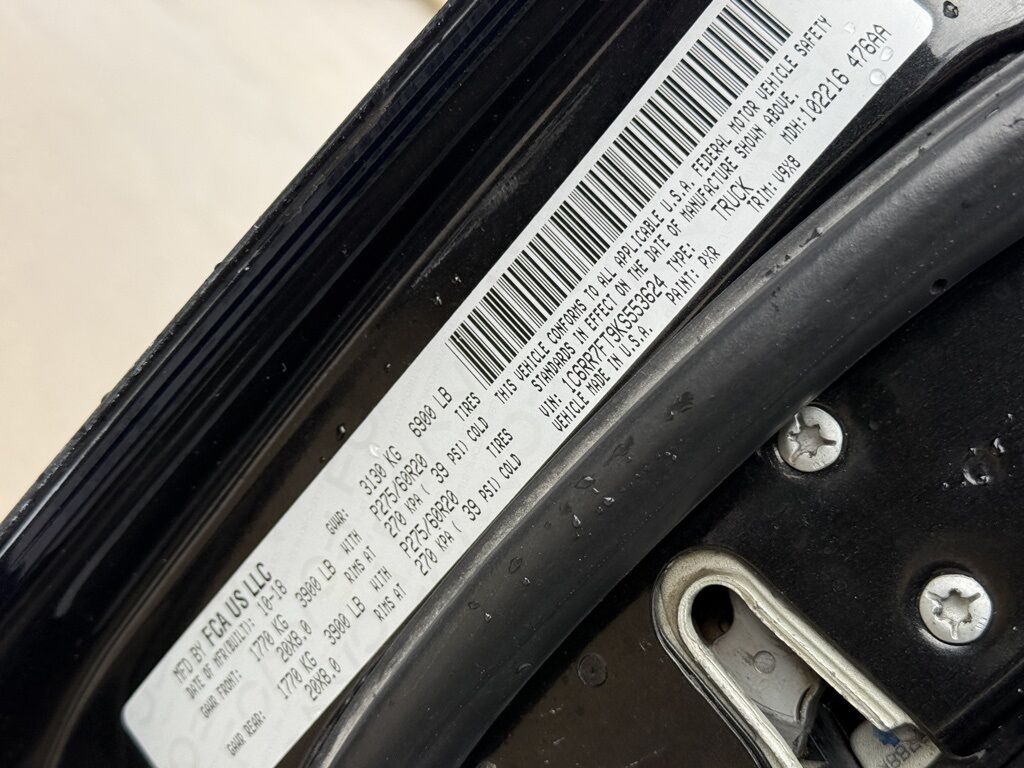 MFD BY FCA US LLC
DATE OF MFR(BUILT): 10-18 GVWR: 3130 KG 6900 LB
GAWR FRONT: 1770 KG 3900 LB WITH P275/60R20 TIRES
20X8.0 RIMS AT 270 KPA ( 39 PSI) COLD
GAWR REAR: 1770 KG 3900 LB WITH P275/60R20 TIRES
20X8.0 RIMS AT 270 KPA ( 39 PSI) COLD
THIS VEHICLE CONFORMS TO ALL APPLICABLE U.S.A. FEDERAL MOTOR VEHICLE SAFETY
STANDARDS IN EFFECT ON THE DATE OF MANUFACTURE SHOWN ABOVE.
VIN: 1C6RR7FT9KS553624 TYPE: TRUCK MDH:102216 476AA
VEHICLE MADE IN U.S.A. PAINT: PXR TRIM: V9X8